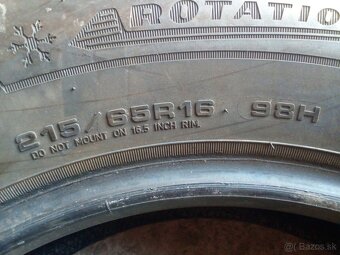 ROTATIO
215/65R16 98H
DO NOT MOUNT ON 16.5 INCH RIM.
Bazos.sk